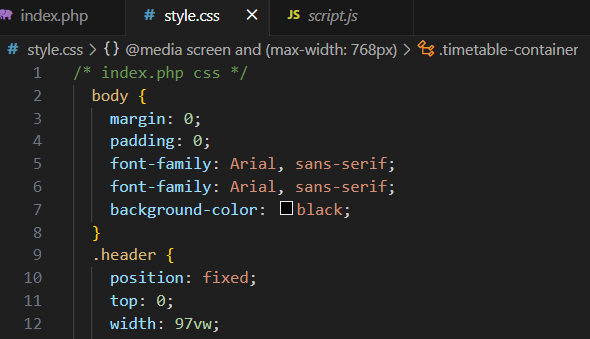 index.php
# style.css ×
JS script.js
# style.css > {} @media screen and (max-width: 768px) > .timetable-container
1 /* index.php css */
2 body {
3 margin: 0;
4 padding: 0;
5 font-family: Arial, sans-serif;
6 font-family: Arial, sans-serif;
7 background-color: black;
8 }
9 .header {
10 position: fixed;
11 top: 0;
12 width: 97vw;